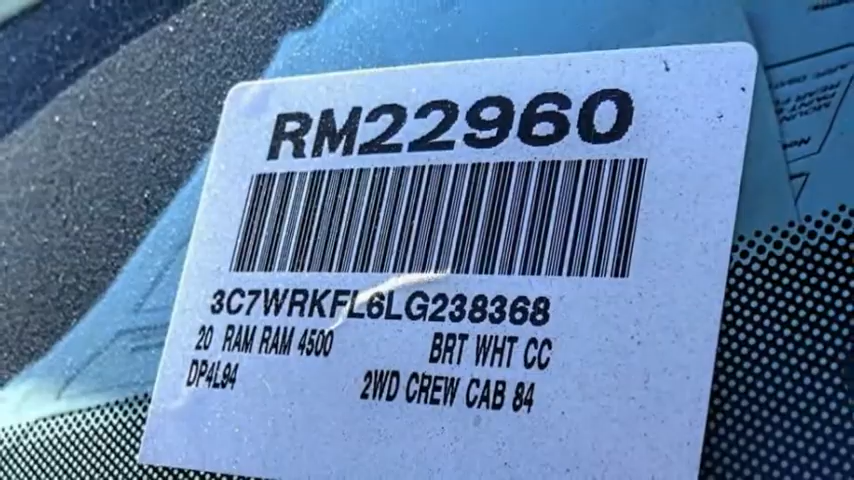 RM22960
3C7WRKFL6LG238368
20 RAM RAM 4500 BRT WHT CC
DP4L94 2WD CREW CAB 84